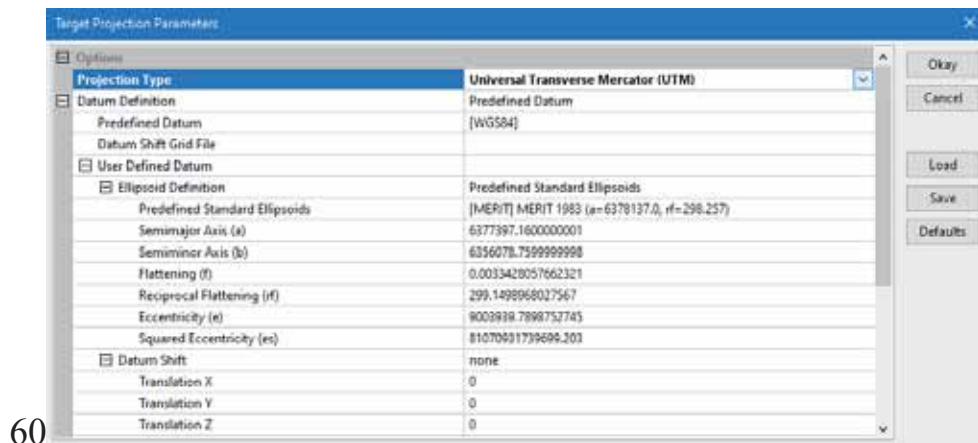 Target Projection Parameters
Options
Okay
Projection Type Universal Transverse Mercator (UTM)
Datum Definition Predefined Datum
Cancel
Predefined Datum [WGS84]
Datum Shift Grid File
User Defined Datum
Load
Ellipsoid Definition Predefined Standard Ellipsoids
Save
Predefined Standard Ellipsoids [MERIT] MERIT 1983 (a=6378137.0, rf=298.257)
Semimajor Axis (a) 6377397.1600000001
Defaults
Semiminor Axis (b) 6356078.7599999998
Flattening (f) 0.0033428057662321
Reciprocal Flattening (rf) 299.1498968027567
Eccentricity (e) 9003939.7898752745
Squared Eccentricity (es) 81070931739699.203
Datum Shift none
Translation X 0
Translation Y 0
Translation Z 0
60